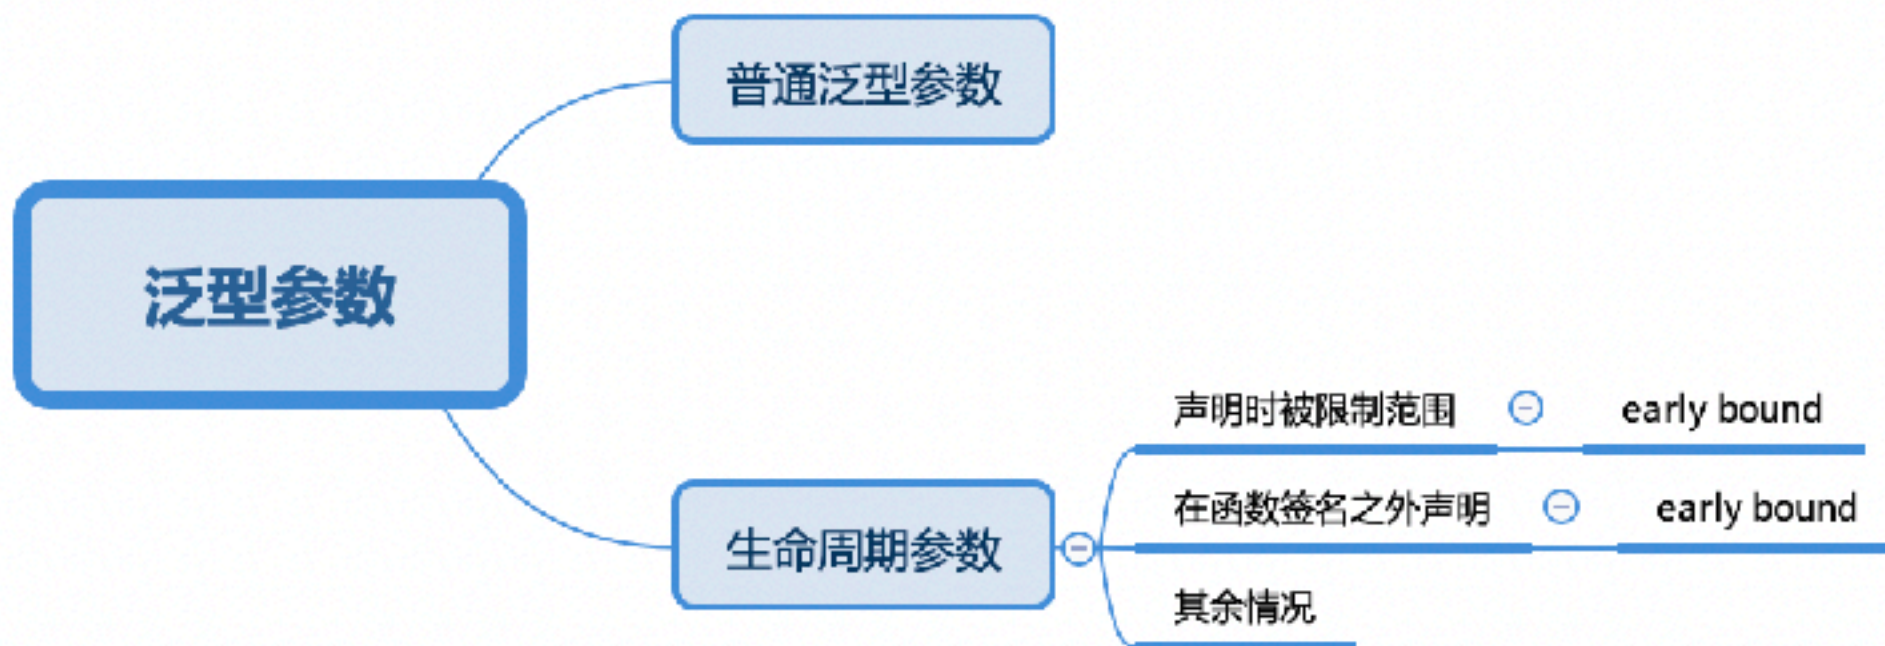 普通泛型参数
泛型参数
生命周期参数
声明时被限制范围
early bound
在函数签名之外声明
early bound
其余情况